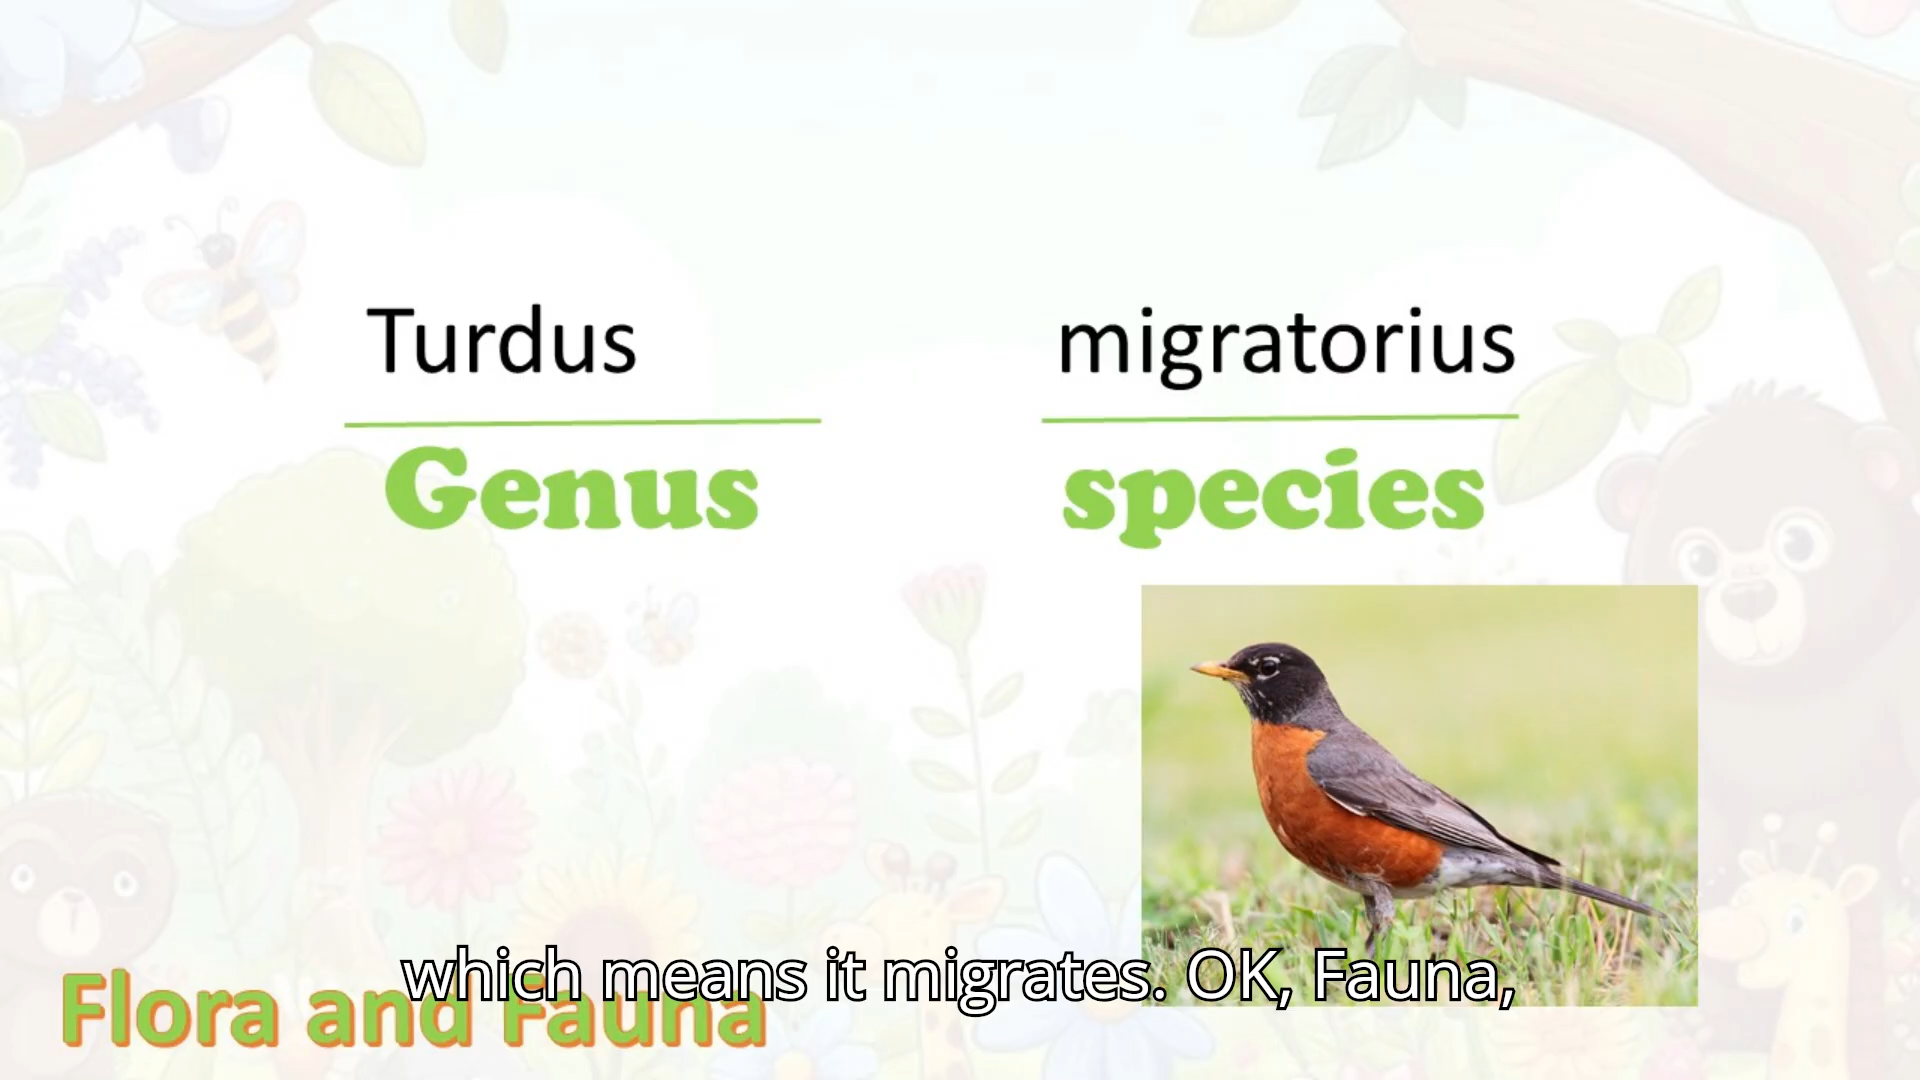 Turdus migratorius
Genus species
which means it migrates. OK, Fauna,
Flora and Fauna